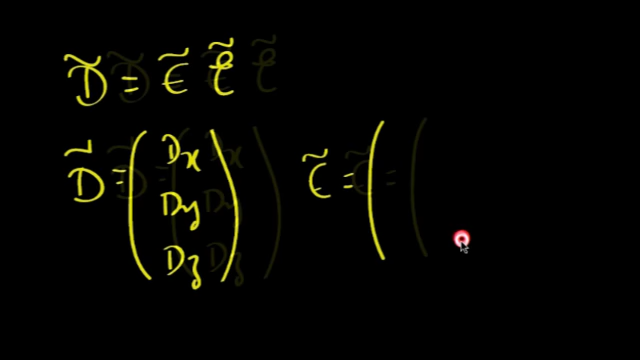 D̃ = ϵ̃ Ẽ
D̃ = ( Dx Dy Dz ) ϵ̃ = (